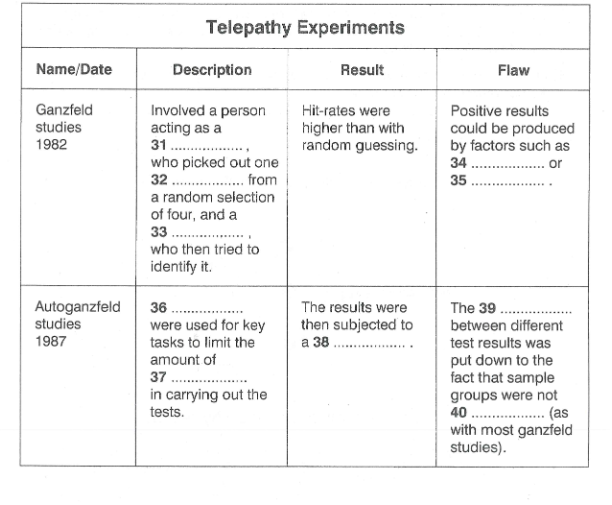 Telepathy Experiments
Name/Date
Description
Result
Flaw
Ganzfeld
studies
1982
Involved a person
acting as a
31 .................. ,
who picked out one
32 .................. from
a random selection
of four, and a
33 .................. ,
who then tried to
identify it.
Hit-rates were
higher than with
random guessing.
Positive results
could be produced
by factors such as
34 .................. or
35 .................. .
Autoganzfeld
studies
1987
36 ..................
were used for key
tasks to limit the
amount of
37 ..................
in carrying out the
tests.
The results were
then subjected to
a 38 .................. .
The 39 ..................
between different
test results was
put down to the
fact that sample
groups were not
40 .................. (as
with most ganzfeld
studies).